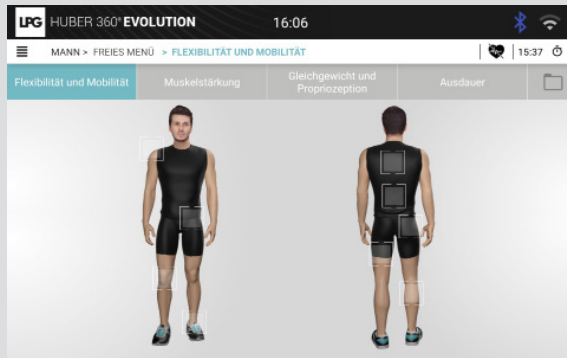 LPG HUBER 360° EVOLUTION 16:06
MANN > FREIES MENÜ > FLEXIBILITÄT UND MOBILITÄT 15:37
Flexibilität und Mobilität
Muskelstärkung
Gleichgewicht und
Propriozeption
Ausdauer